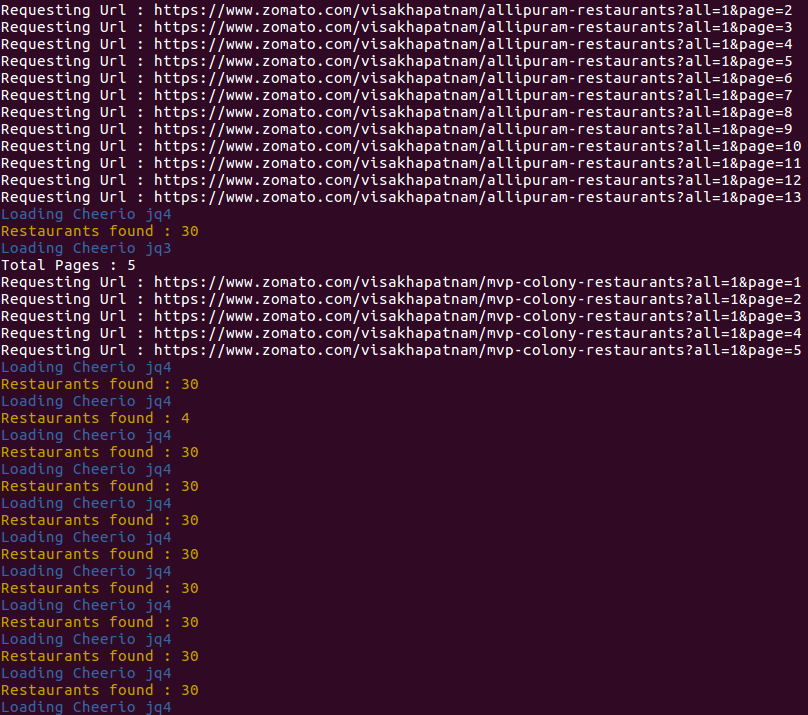 Requesting Url : https://www.zomato.com/visakhapatnam/allipuram-restaurants?all=1&page=2
Requesting Url : https://www.zomato.com/visakhapatnam/allipuram-restaurants?all=1&page=3
Requesting Url : https://www.zomato.com/visakhapatnam/allipuram-restaurants?all=1&page=4
Requesting Url : https://www.zomato.com/visakhapatnam/allipuram-restaurants?all=1&page=5
Requesting Url : https://www.zomato.com/visakhapatnam/allipuram-restaurants?all=1&page=6
Requesting Url : https://www.zomato.com/visakhapatnam/allipuram-restaurants?all=1&page=7
Requesting Url : https://www.zomato.com/visakhapatnam/allipuram-restaurants?all=1&page=8
Requesting Url : https://www.zomato.com/visakhapatnam/allipuram-restaurants?all=1&page=9
Requesting Url : https://www.zomato.com/visakhapatnam/allipuram-restaurants?all=1&page=10
Requesting Url : https://www.zomato.com/visakhapatnam/allipuram-restaurants?all=1&page=11
Requesting Url : https://www.zomato.com/visakhapatnam/allipuram-restaurants?all=1&page=12
Requesting Url : https://www.zomato.com/visakhapatnam/allipuram-restaurants?all=1&page=13
Loading Cheerio jq4
Restaurants found : 30
Loading Cheerio jq3
Total Pages : 5
Requesting Url : https://www.zomato.com/visakhapatnam/mvp-colony-restaurants?all=1&page=1
Requesting Url : https://www.zomato.com/visakhapatnam/mvp-colony-restaurants?all=1&page=2
Requesting Url : https://www.zomato.com/visakhapatnam/mvp-colony-restaurants?all=1&page=3
Requesting Url : https://www.zomato.com/visakhapatnam/mvp-colony-restaurants?all=1&page=4
Requesting Url : https://www.zomato.com/visakhapatnam/mvp-colony-restaurants?all=1&page=5
Loading Cheerio jq4
Restaurants found : 30
Loading Cheerio jq4
Restaurants found : 4
Loading Cheerio jq4
Restaurants found : 30
Loading Cheerio jq4
Restaurants found : 30
Loading Cheerio jq4
Restaurants found : 30
Loading Cheerio jq4
Restaurants found : 30
Loading Cheerio jq4
Restaurants found : 30
Loading Cheerio jq4
Restaurants found : 30
Loading Cheerio jq4
Restaurants found : 30
Loading Cheerio jq4
Restaurants found : 30
Loading Cheerio jq4